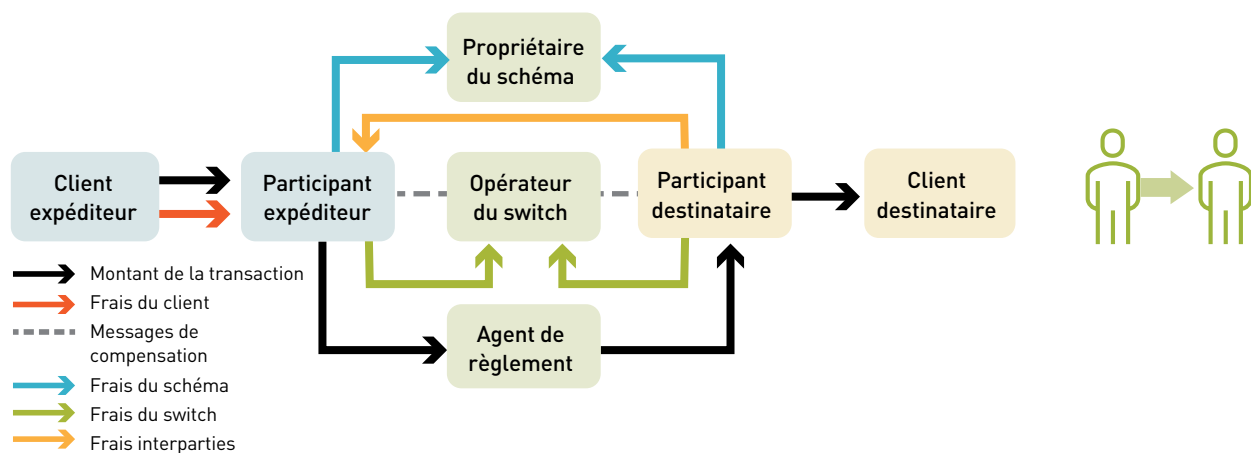 Propriétaire
du schéma
Client
expéditeur
Participant
expéditeur
Opérateur
du switch
Participant
destinataire
Client
destinataire
Agent de
règlement
Montant de la transaction
Frais du client
Messages de
compensation
Frais du schéma
Frais du switch
Frais interparties